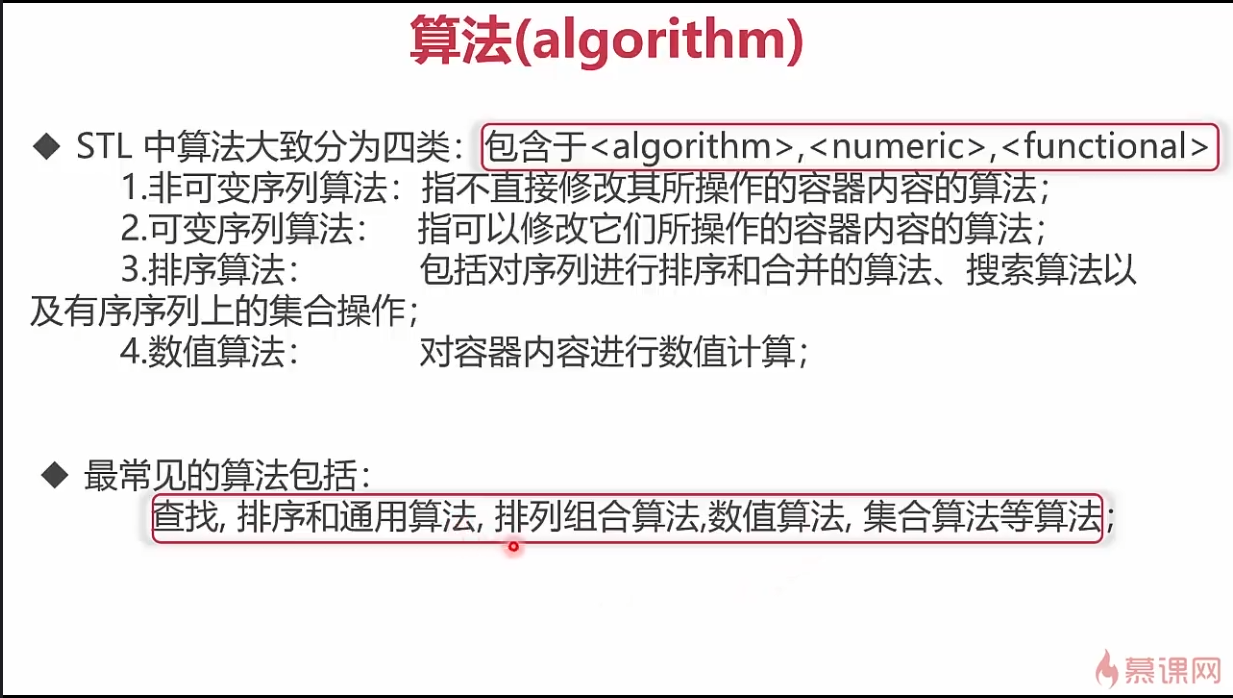 算法(algorithm)
◆ STL 中算法大致分为四类：包含于<algorithm>,<numeric>,<functional>
1.非可变序列算法：指不直接修改其所操作的容器内容的算法；
2.可变序列算法： 指可以修改它们所操作的容器内容的算法；
3.排序算法： 包括对序列进行排序和合并的算法、搜索算法以
及有序序列上的集合操作；
4.数值算法： 对容器内容进行数值计算；
◆ 最常见的算法包括：
查找, 排序和通用算法, 排列组合算法,数值算法, 集合算法等算法；
慕课网